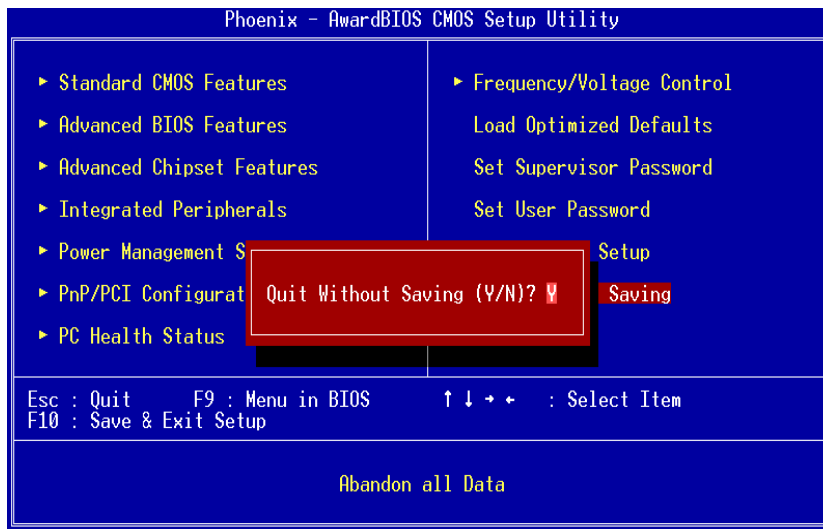 Phoenix - AwardBIOS CMOS Setup Utility
Standard CMOS Features
Advanced BIOS Features
Advanced Chipset Features
Integrated Peripherals
Power Management S
PnP/PCI Configurat
PC Health Status
Frequency/Voltage Control
Load Optimized Defaults
Set Supervisor Password
Set User Password
Setup
Saving
Quit Without Saving (Y/N)? Y
Esc : Quit F9 : Menu in BIOS ↑ ↓ → ← : Select Item
F10 : Save & Exit Setup
Abandon all Data